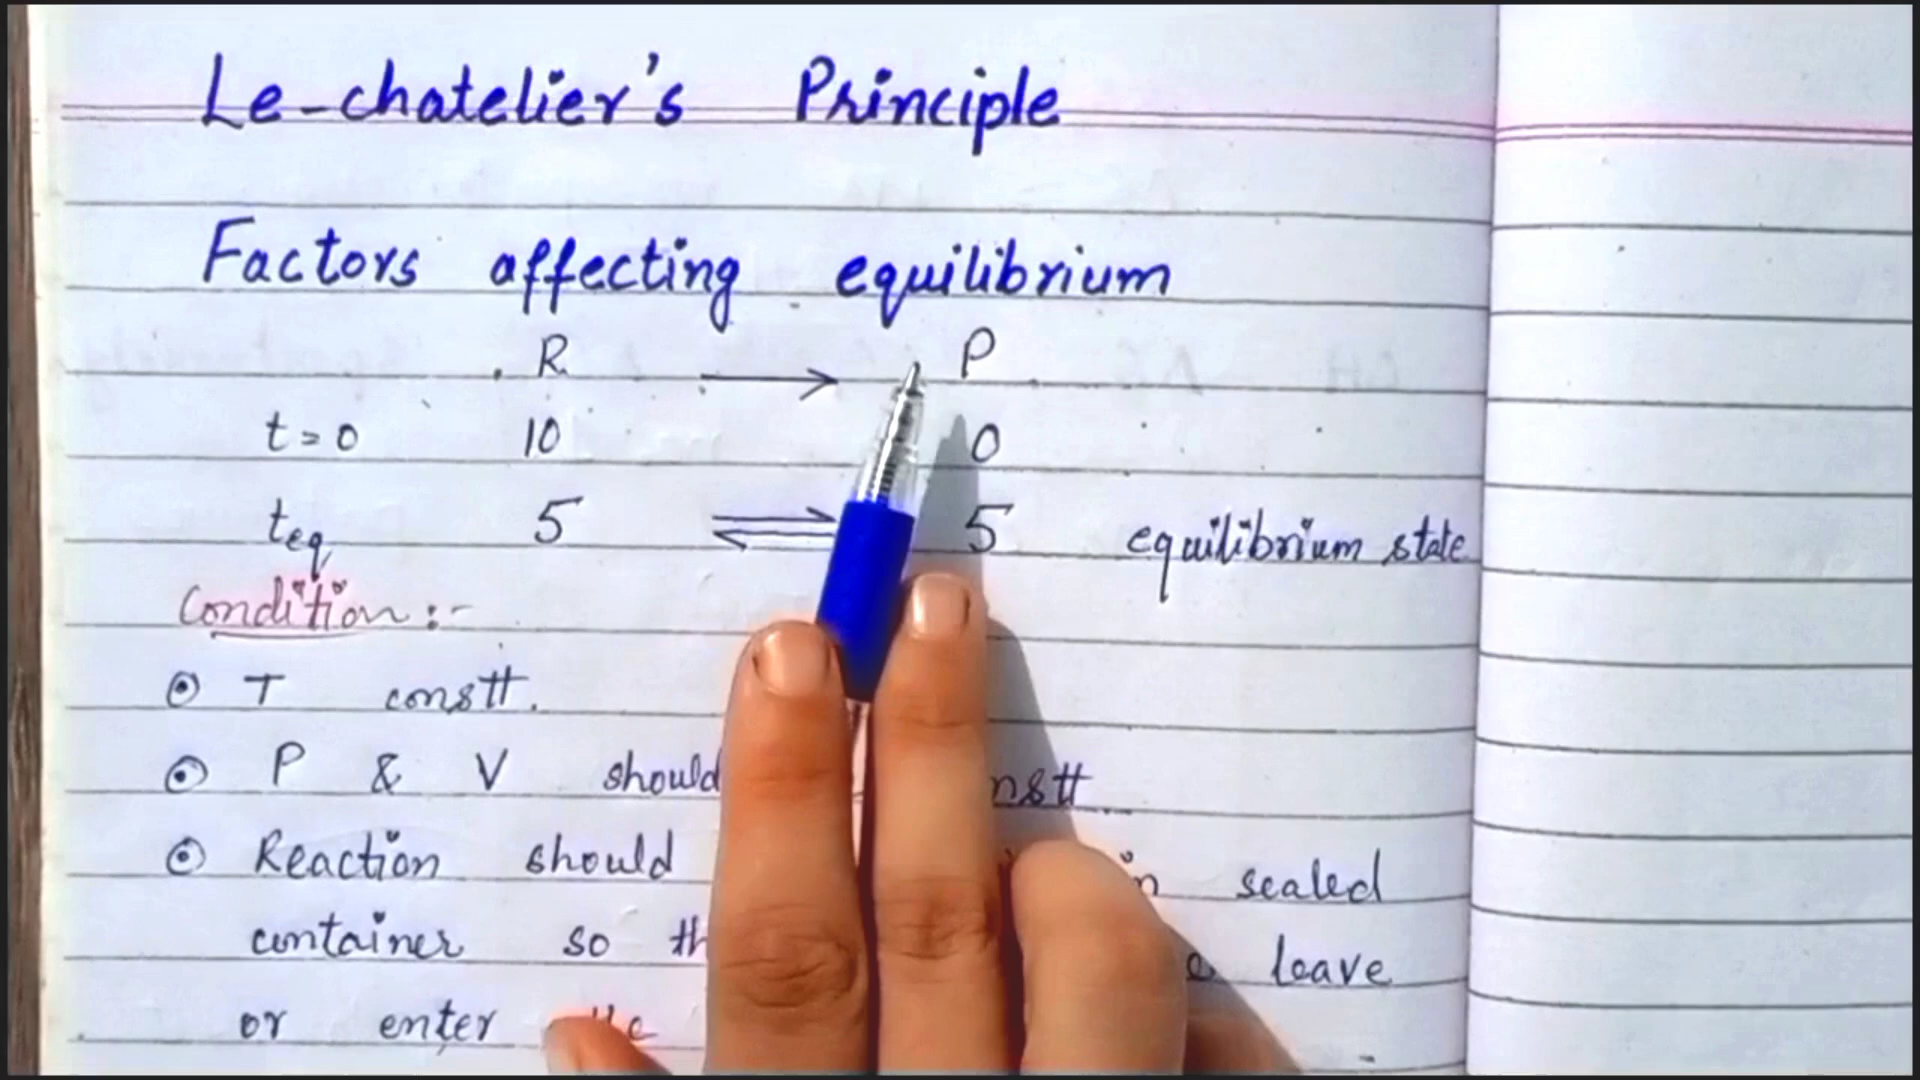 Le-chatelier's Principle
Factors affecting equilibrium
R → P
t = 0 10 0
teq 5 ⇌ 5 equilibrium state
Condition :-
⊙ T constt.
⊙ P & V should
⊙ Reaction should sealed
container so leave
or enter